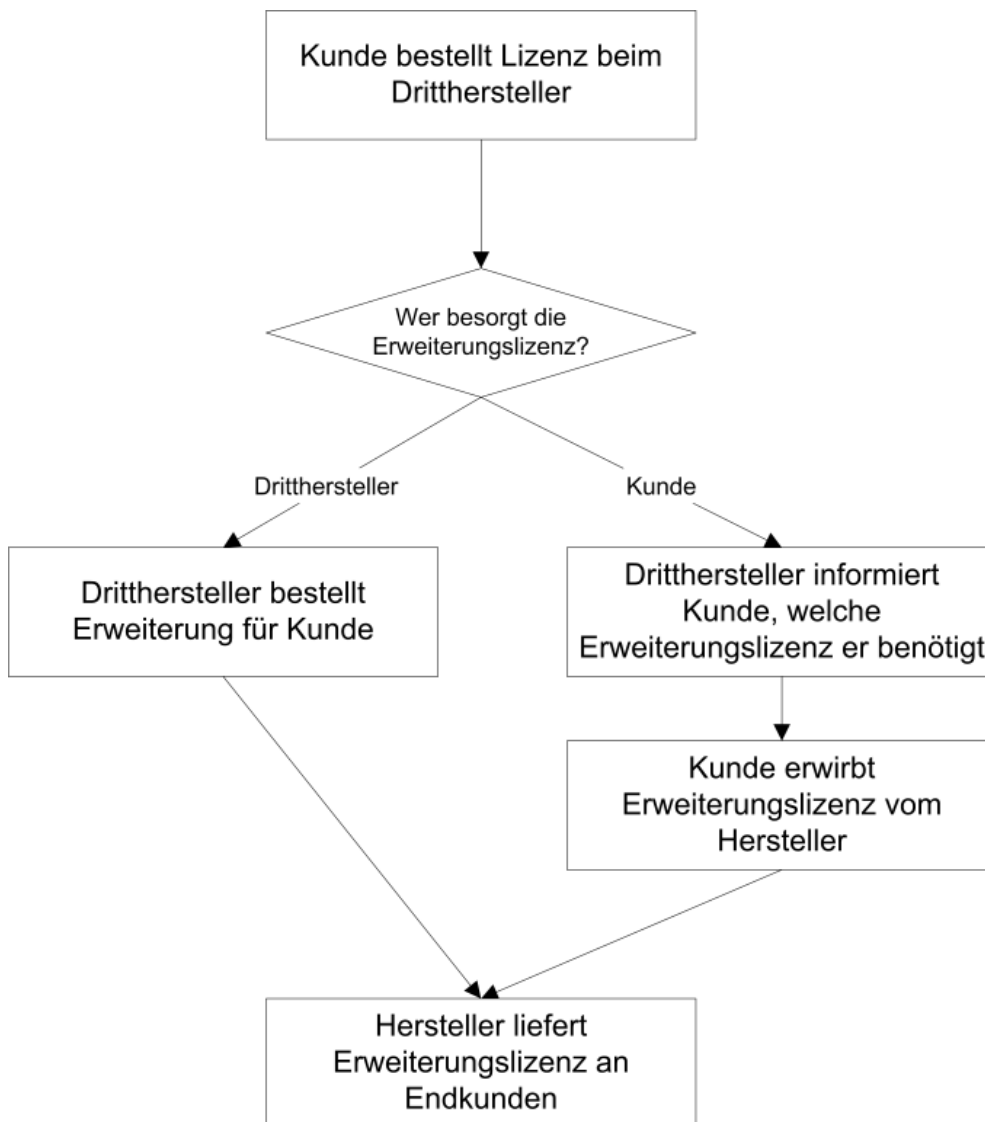 Kunde bestellt Lizenz beim
Dritthersteller
Wer besorgt die
Erweiterungslizenz?
Dritthersteller
Kunde
Dritthersteller bestellt
Erweiterung für Kunde
Dritthersteller informiert
Kunde, welche
Erweiterungslizenz er benötigt
Kunde erwirbt
Erweiterungslizenz vom
Hersteller
Hersteller liefert
Erweiterungslizenz an
Endkunden